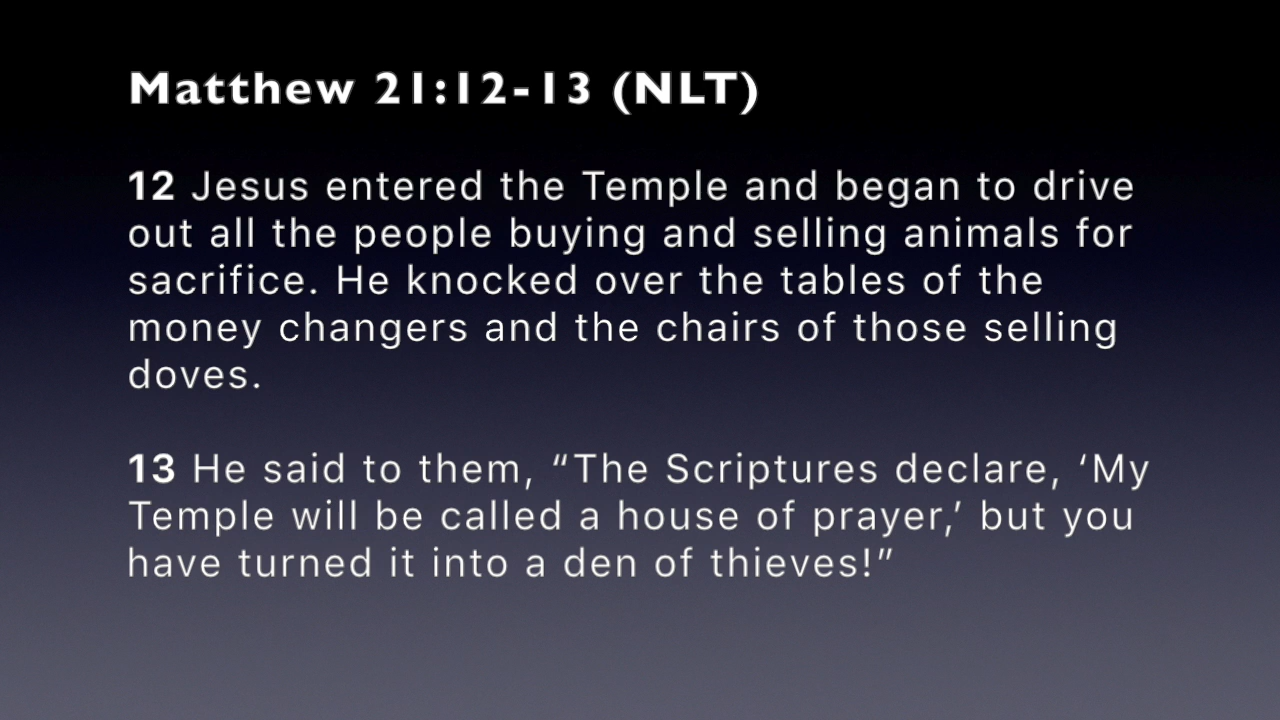 Matthew 21:12-13 (NLT)
12 Jesus entered the Temple and began to drive
out all the people buying and selling animals for
sacrifice. He knocked over the tables of the
money changers and the chairs of those selling
doves.
13 He said to them, “The Scriptures declare, ‘My
Temple will be called a house of prayer,’ but you
have turned it into a den of thieves!”